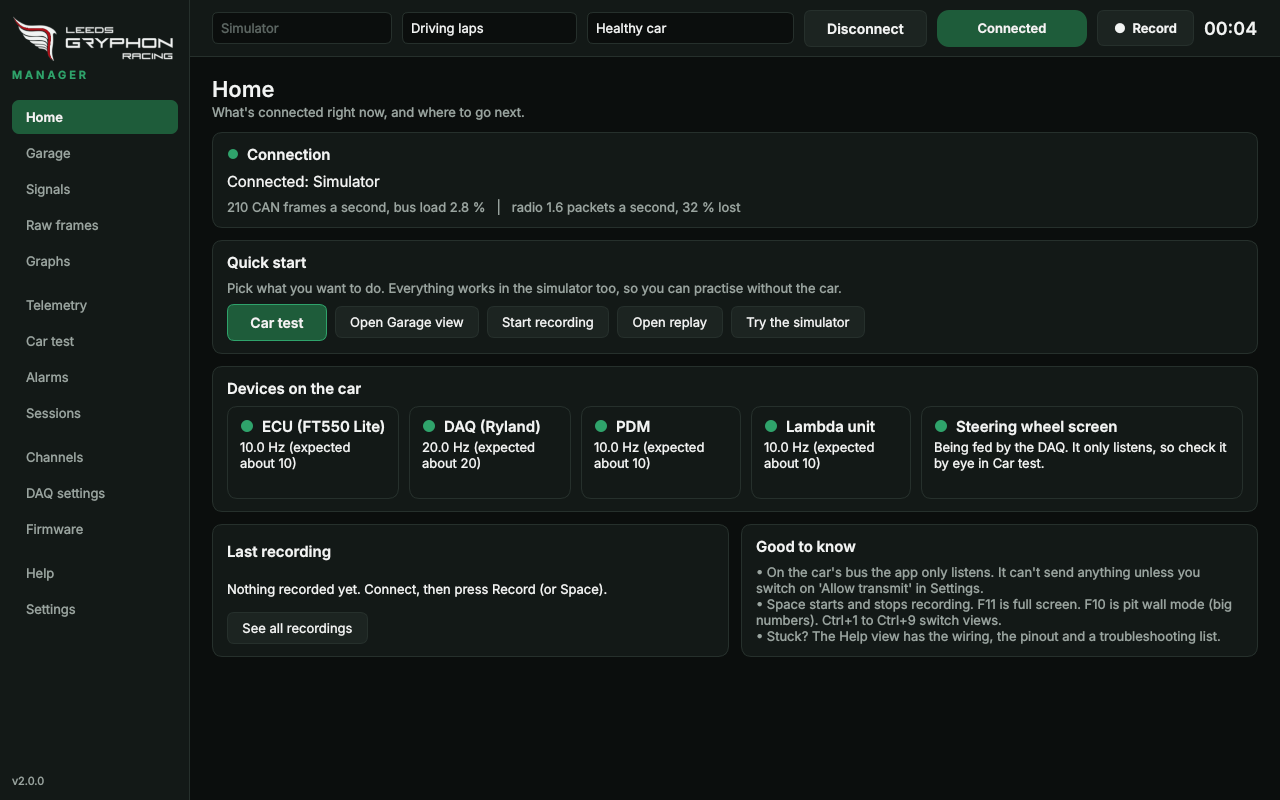 LEEDS
GRYPHON
RACING
MANAGER
Home
Garage
Signals
Raw frames
Graphs
Telemetry
Car test
Alarms
Sessions
Channels
DAQ settings
Firmware
Help
Settings
v2.0.0
Simulator
Driving laps
Healthy car
Disconnect
Connected
Record
00:04
Home
What's connected right now, and where to go next.
Connection
Connected: Simulator
210 CAN frames a second, bus load 2.8 % | radio 1.6 packets a second, 32 % lost
Quick start
Pick what you want to do. Everything works in the simulator too, so you can practise without the car.
Car test
Open Garage view
Start recording
Open replay
Try the simulator
Devices on the car
ECU (FT550 Lite)
10.0 Hz (expected
about 10)
DAQ (Ryland)
20.0 Hz (expected
about 20)
PDM
10.0 Hz (expected
about 10)
Lambda unit
10.0 Hz (expected
about 10)
Steering wheel screen
Being fed by the DAQ. It only listens, so check it
by eye in Car test.
Last recording
Nothing recorded yet. Connect, then press Record (or Space).
See all recordings
Good to know
• On the car's bus the app only listens. It can't send anything unless you
switch on 'Allow transmit' in Settings.
• Space starts and stops recording. F11 is full screen. F10 is pit wall mode (big
numbers). Ctrl+1 to Ctrl+9 switch views.
• Stuck? The Help view has the wiring, the pinout and a troubleshooting list.